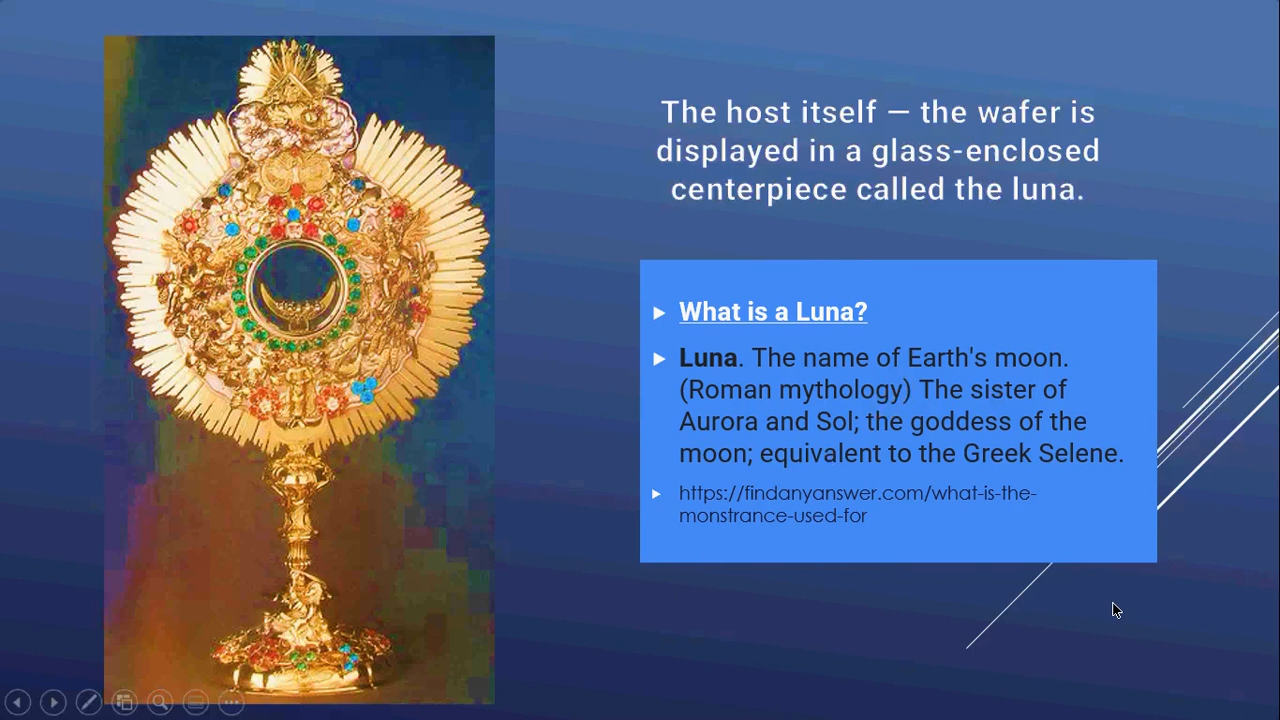 The host itself — the wafer is
displayed in a glass-enclosed
centerpiece called the luna.
What is a Luna?
Luna. The name of Earth's moon.
(Roman mythology) The sister of
Aurora and Sol; the goddess of the
moon; equivalent to the Greek Selene.
https://findanyanswer.com/what-is-the-
monstrance-used-for